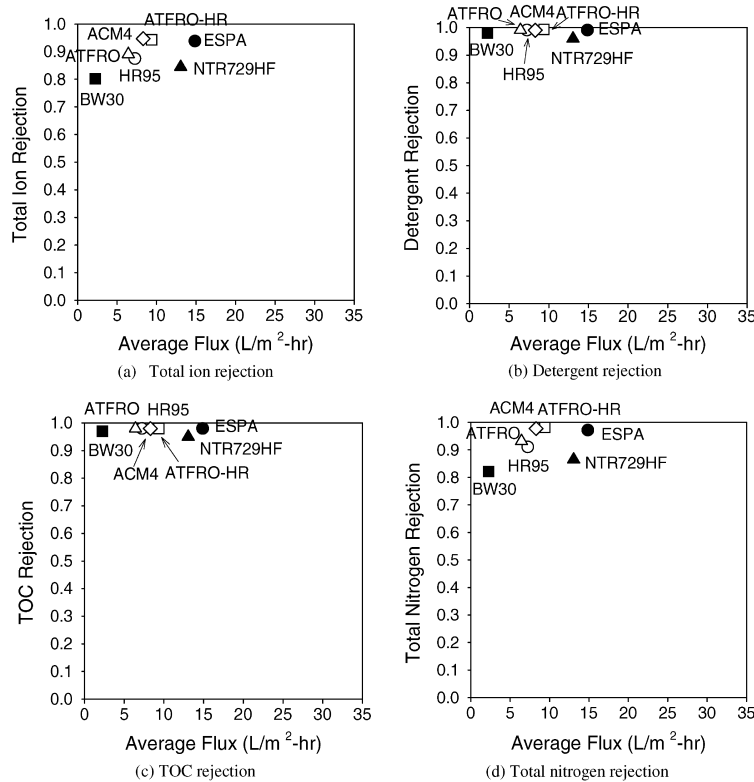 ATFRO-HR
ACM4
ESPA
ATFRO
NTR729HF
HR95
BW30
Total Ion Rejection
1.0
0.9
0.8
0.7
0.6
0.5
0.4
0.3
0.2
0.1
0.0
0 5 10 15 20 25 30 35
Average Flux (L/m 2-hr)
(a) Total ion rejection
ATFRO ACM4 ATFRO-HR
ESPA
BW30
NTR729HF
HR95
Detergent Rejection
1.0
0.9
0.8
0.7
0.6
0.5
0.4
0.3
0.2
0.1
0.0
0 5 10 15 20 25 30 35
Average Flux (L/m 2-hr)
(b) Detergent rejection
ATFRO HR95
ESPA
BW30
NTR729HF
ACM4 ATFRO-HR
TOC Rejection
1.0
0.9
0.8
0.7
0.6
0.5
0.4
0.3
0.2
0.1
0.0
0 5 10 15 20 25 30 35
Average Flux (L/m 2-hr)
(c) TOC rejection
ACM4 ATFRO-HR
ATFRO
ESPA
HR95 NTR729HF
BW30
Total Nitrogen Rejection
1.0
0.9
0.8
0.7
0.6
0.5
0.4
0.3
0.2
0.1
0.0
0 5 10 15 20 25 30 35
Average Flux (L/m 2-hr)
(d) Total nitrogen rejection